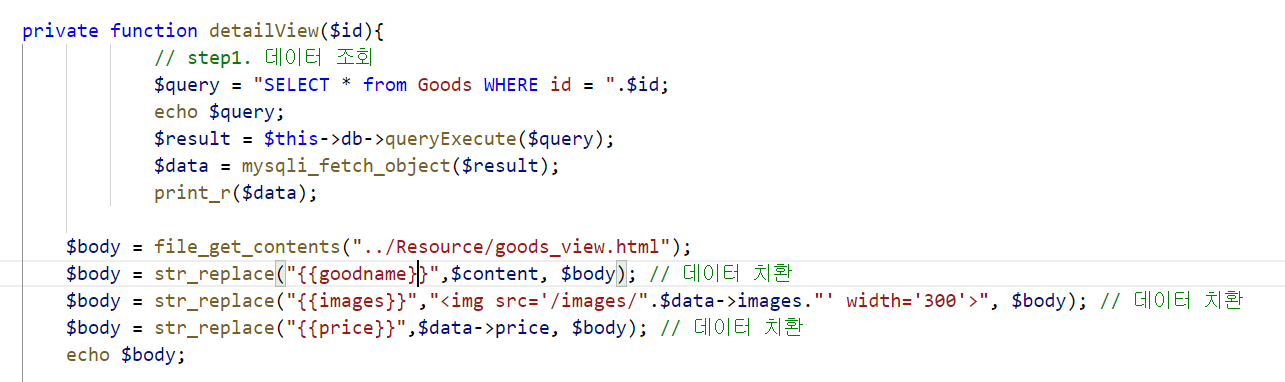 private function detailView($id){
// step1. 데이터 조회
$query = "SELECT * from Goods WHERE id = ".$id;
echo $query;
$result = $this->db->queryExecute($query);
$data = mysqli_fetch_object($result);
print_r($data);
$body = file_get_contents("../Resource/goods_view.html");
$body = str_replace("{{goodname}}",$content, $body); // 데이터 치환
$body = str_replace("{{images}}","<img src='/images/".$data->images."' width='300'>", $body); // 데이터 치환
$body = str_replace("{{price}}",$data->price, $body); // 데이터 치환
echo $body;